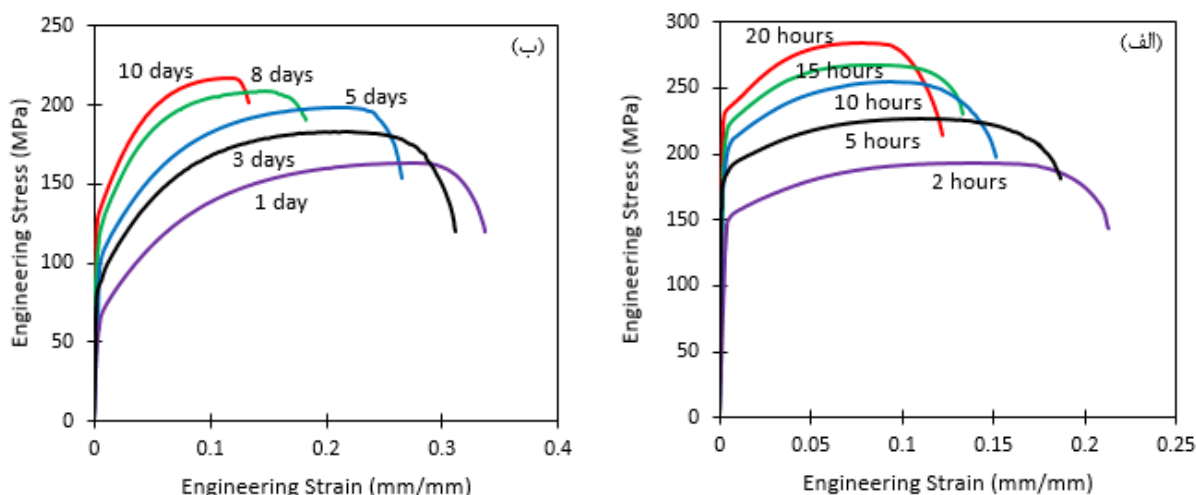 250
200
150
100
50
0
0
0.1
0.2
0.3
0.4
Engineering Stress (MPa)
Engineering Strain (mm/mm)
(ب)
10 days
8 days
5 days
3 days
1 day
300
250
200
150
100
50
0
0
0.05
0.1
0.15
0.2
0.25
Engineering Stress (MPa)
Engineering Strain (mm/mm)
(الف)
20 hours
15 hours
10 hours
5 hours
2 hours